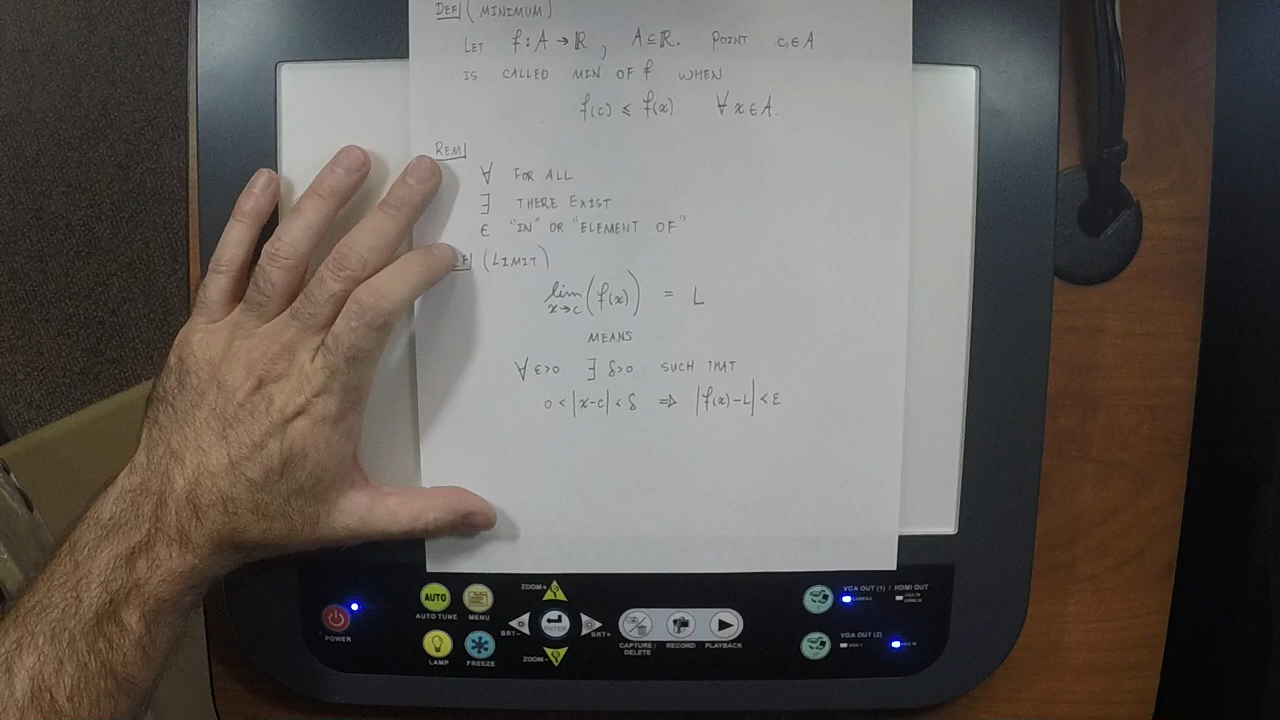 DEF (MINIMUM)
LET f: A → ℝ, A ⊆ ℝ. POINT c ∈ A
IS CALLED MIN OF f WHEN
f(c) ≤ f(x) ∀ x ∈ A.
REM
∀ FOR ALL
∃ THERE EXIST
∈ "IN" OR "ELEMENT OF"
(LIMIT)
lim x→c (f(x)) = L
MEANS
∀ ε>0 ∃ δ>0 SUCH THAT
0 < |x-c| < δ ⇒ |f(x)-L| < ε
POWER
AUTO
AUTO TUNE
MENU
LAMP
FREEZE
ZOOM+
BRT-
ENTER
BRT+
ZOOM-
CAPTURE / DELETE
RECORD
PLAYBACK
VGA OUT (1) / HDMI OUT
CAMERA
VGA OUT (2)